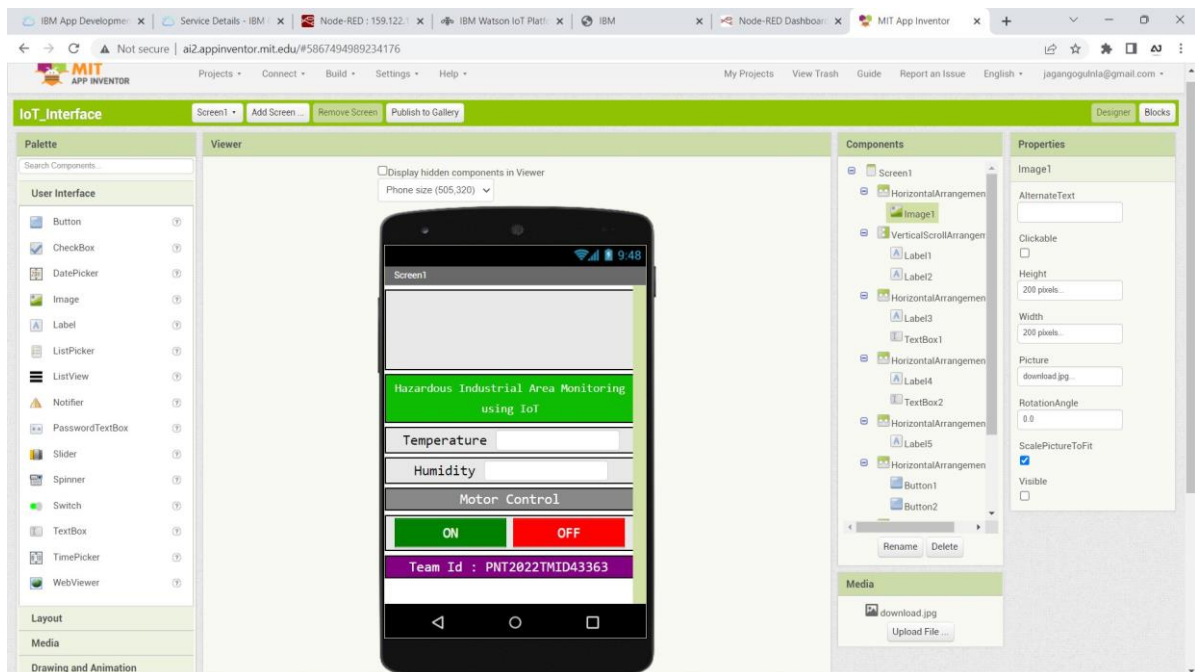 IBM App Developmer
Service Details - IBM
Node-RED : 159.122.1
IBM Watson IoT Platf
IBM
Node-RED Dashboar
MIT App Inventor
Not secure | ai2.appinventor.mit.edu/#5867494989234176
MIT
APP INVENTOR
Projects Connect Build Settings Help
My Projects View Trash Guide Report an Issue English jagangogulnla@gmail.com
IoT_Interface
Screen1 Add Screen ... Remove Screen Publish to Gallery
Designer Blocks
Palette
Search Components...
User Interface
Button
CheckBox
DatePicker
Image
Label
ListPicker
ListView
Notifier
PasswordTextBox
Slider
Spinner
Switch
TextBox
TimePicker
WebViewer
Layout
Media
Drawing and Animation
Viewer
Display hidden components in Viewer
Phone size (505,320)
9:48
Screen1
Hazardous Industrial Area Monitoring
using IoT
Temperature
Humidity
Motor Control
ON OFF
Team Id : PNT2022TMID43363
Components
Screen1
HorizontalArrangemen
Image1
VerticalScrollArrangem
Label1
Label2
HorizontalArrangemen
Label3
TextBox1
HorizontalArrangemen
Label4
TextBox2
HorizontalArrangemen
Label5
HorizontalArrangemen
Button1
Button2
Rename Delete
Media
download.jpg
Upload File ...
Properties
Image1
AlternateText
Clickable
Height
200 pixels...
Width
200 pixels...
Picture
download.jpg...
RotationAngle
0.0
ScalePictureToFit
Visible